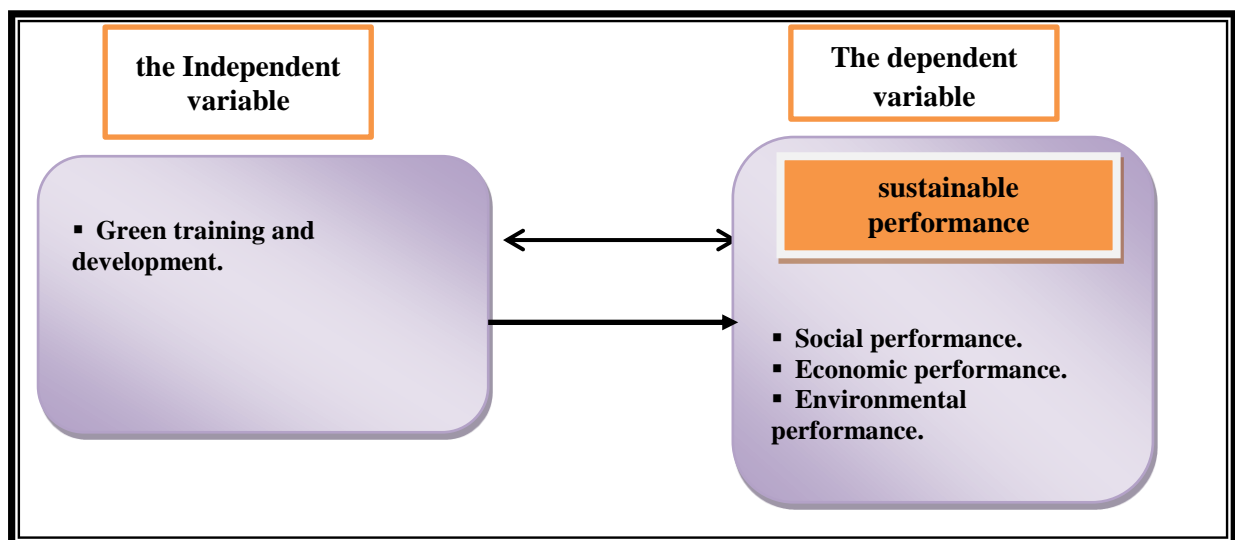 the Independent
variable
The dependent
variable
▪ Green training and
development.
sustainable
performance
▪ Social performance.
▪ Economic performance.
▪ Environmental
performance.